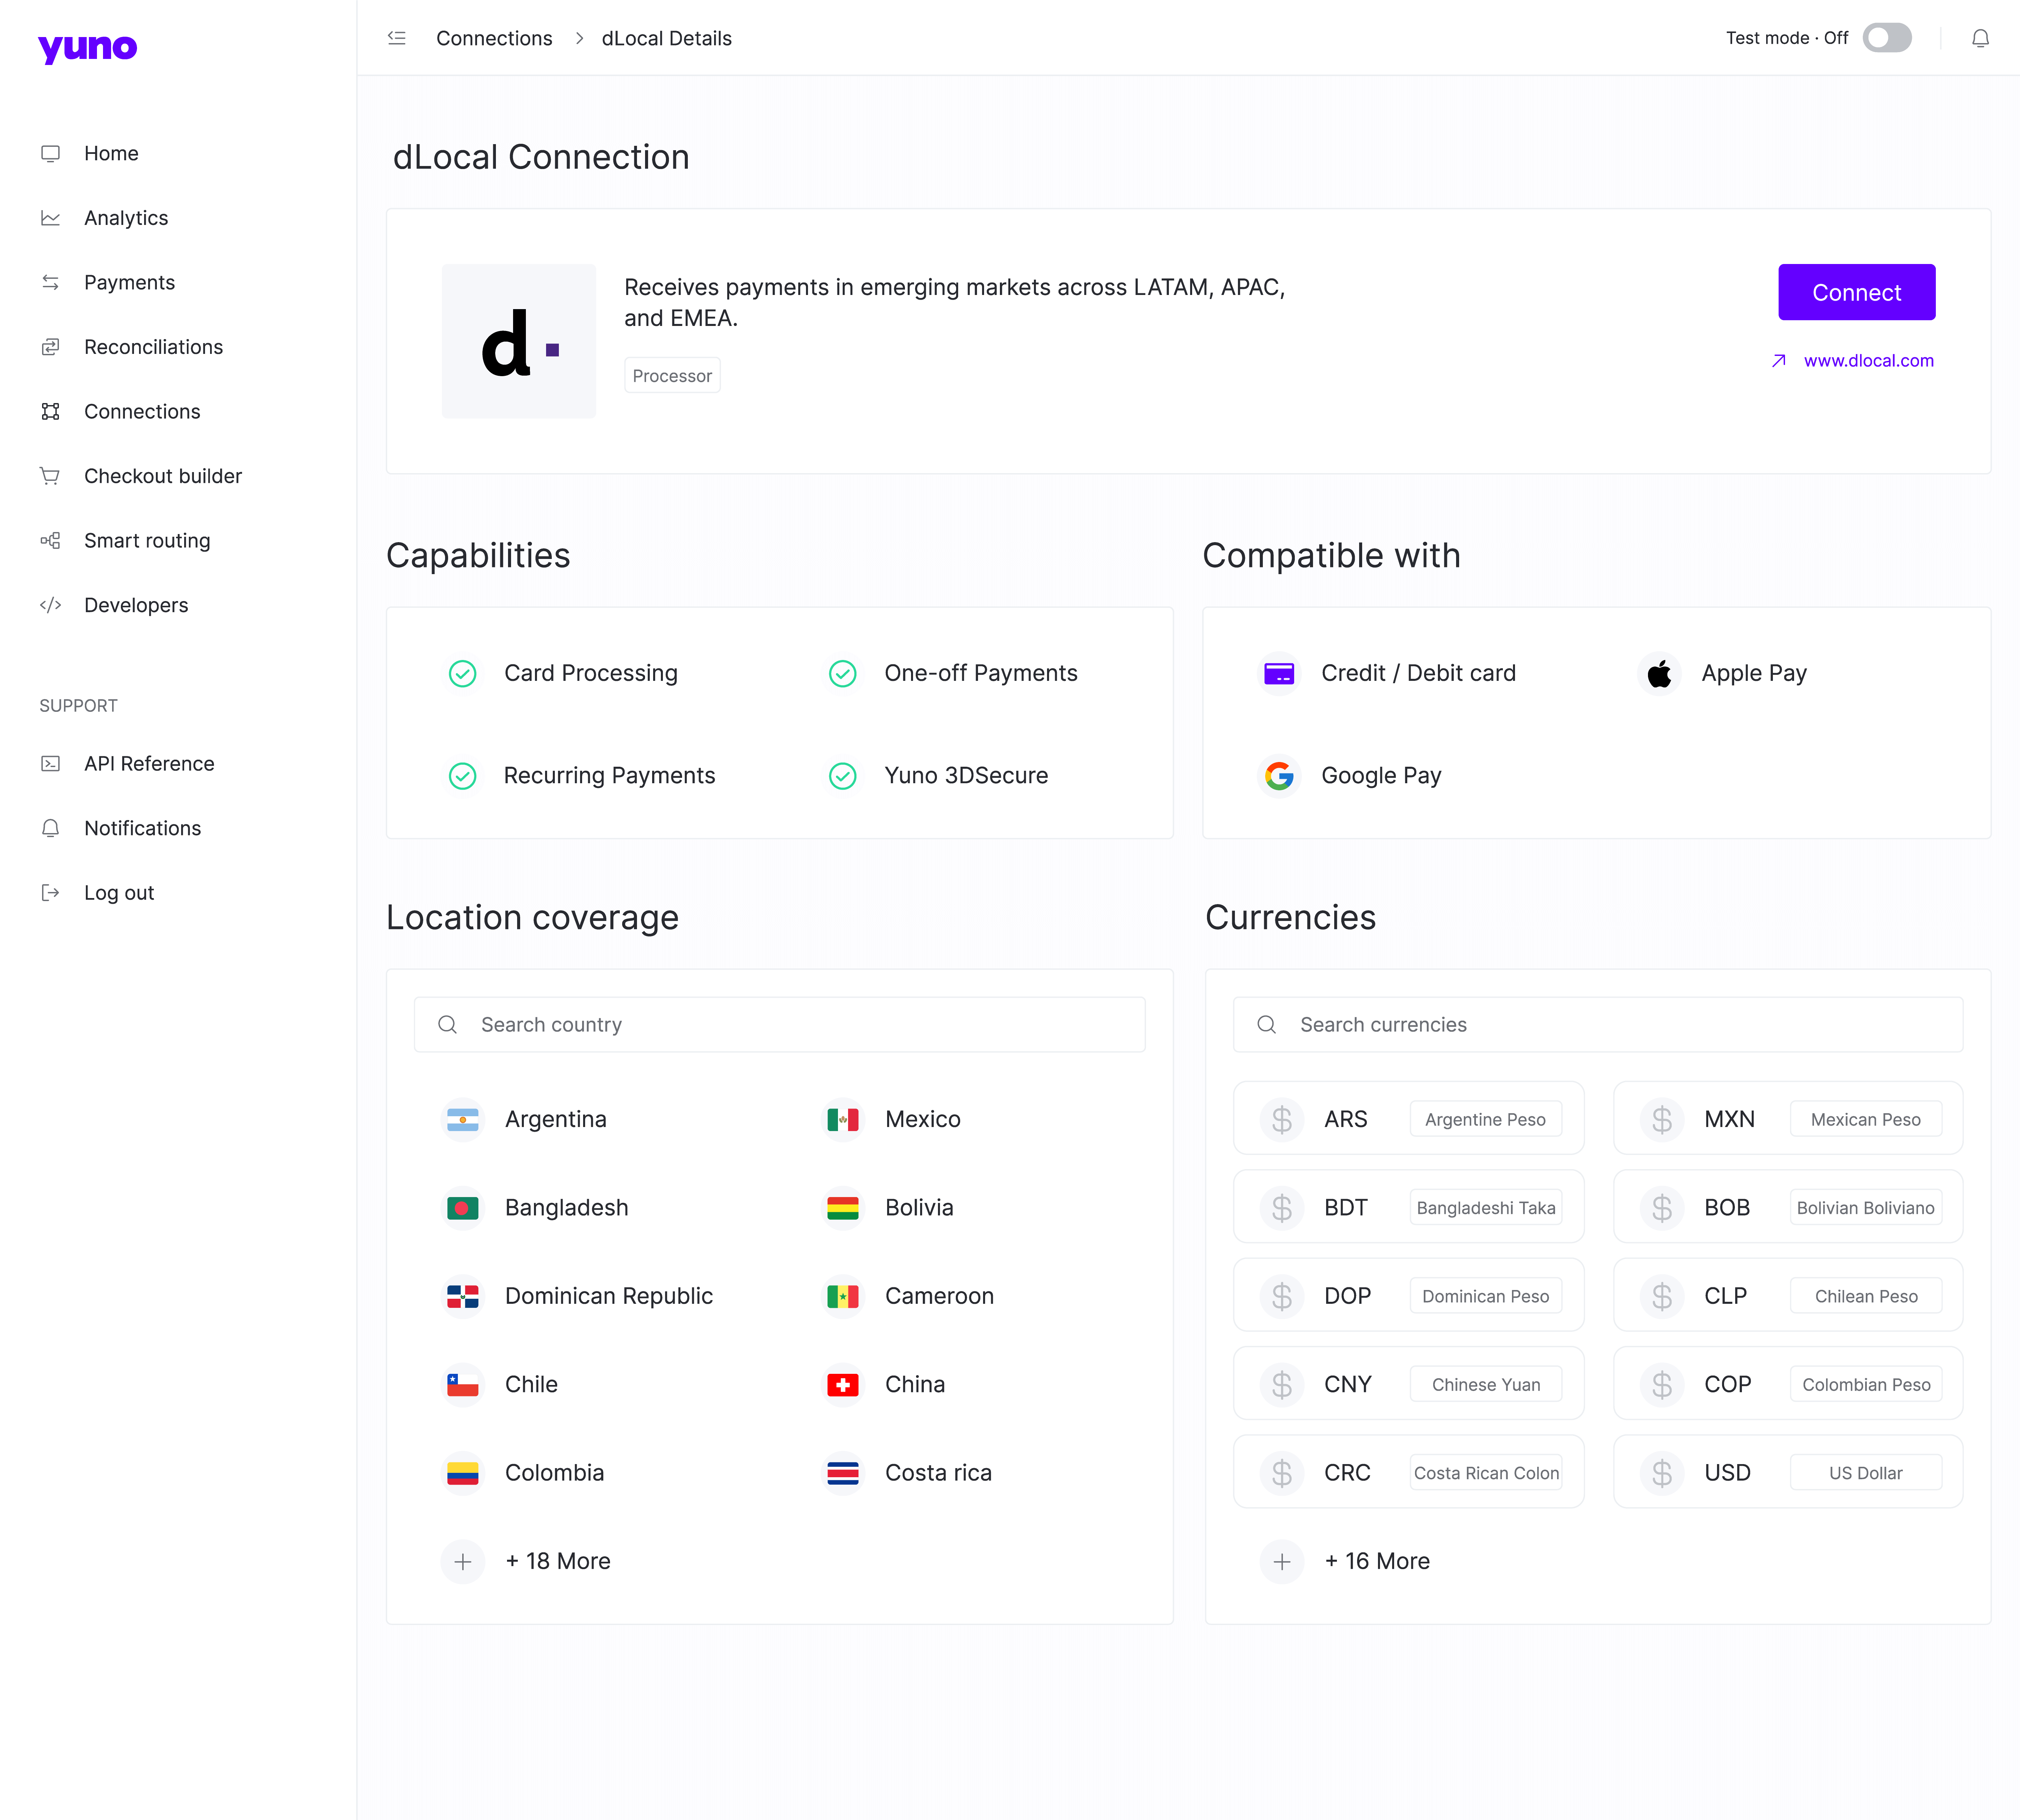 yuno
Connections > dLocal Details
Test mode · Off
Home
Analytics
Payments
Reconciliations
Connections
Checkout builder
Smart routing
Developers
SUPPORT
API Reference
Notifications
Log out
dLocal Connection
d
Receives payments in emerging markets across LATAM, APAC,
and EMEA.
Processor
Connect
www.dlocal.com
Capabilities
Card Processing
One-off Payments
Recurring Payments
Yuno 3DSecure
Compatible with
Credit / Debit card
Apple Pay
Google Pay
Location coverage
Search country
Argentina
Mexico
Bangladesh
Bolivia
Dominican Republic
Cameroon
Chile
China
Colombia
Costa rica
+ 18 More
Currencies
Search currencies
ARS Argentine Peso
MXN Mexican Peso
BDT Bangladeshi Taka
BOB Bolivian Boliviano
DOP Dominican Peso
CLP Chilean Peso
CNY Chinese Yuan
COP Colombian Peso
CRC Costa Rican Colon
USD US Dollar
+ 16 More